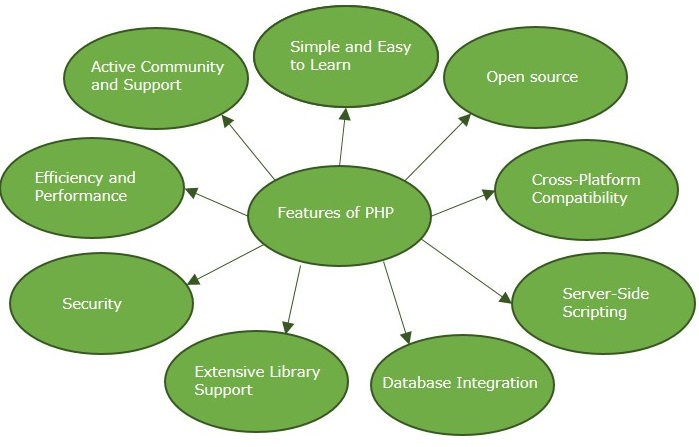 Simple and Easy
to Learn
Open source
Cross-Platform
Compatibility
Server-Side
Scripting
Database Integration
Extensive Library
Support
Security
Efficiency and
Performance
Active Community
and Support
Features of PHP